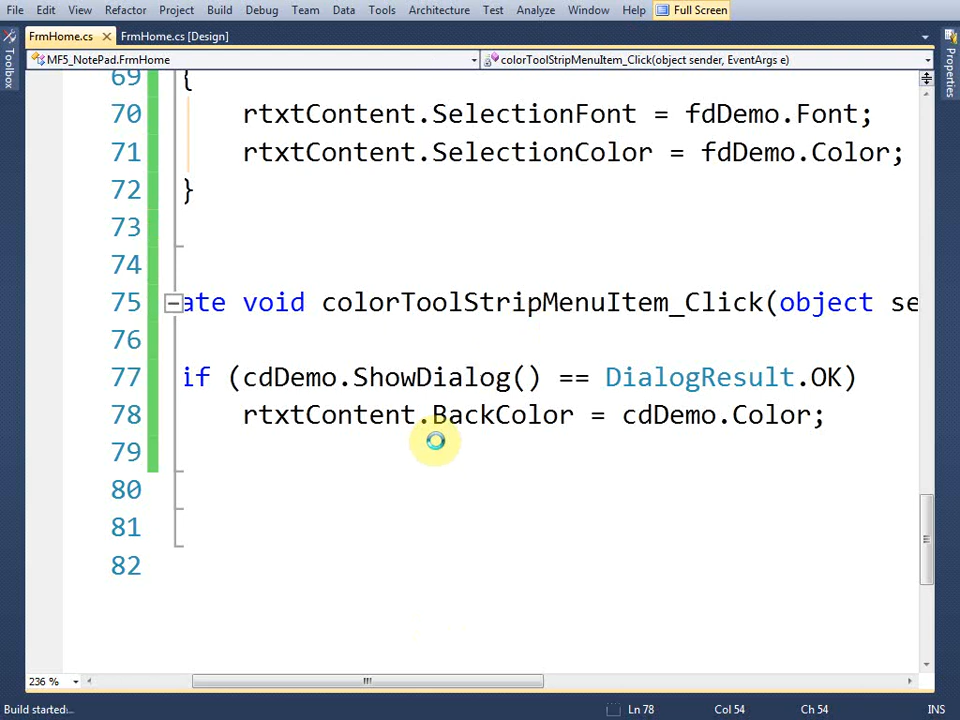 File Edit View Refactor Project Build Debug Team Data Tools Architecture Test Analyze Window Help Full Screen
FrmHome.cs FrmHome.cs [Design]
Toolbox
MF5_NotePad.FrmHome colorToolStripMenuItem_Click(object sender, EventArgs e)
Properties
69 {
70 rtxtContent.SelectionFont = fdDemo.Font;
71 rtxtContent.SelectionColor = fdDemo.Color;
72 }
73
74
75 ate void colorToolStripMenuItem_Click(object se
76
77 if (cdDemo.ShowDialog() == DialogResult.OK)
78 rtxtContent.BackColor = cdDemo.Color;
79
80
81
82
236 %
Build started... Ln 78 Col 54 Ch 54 INS